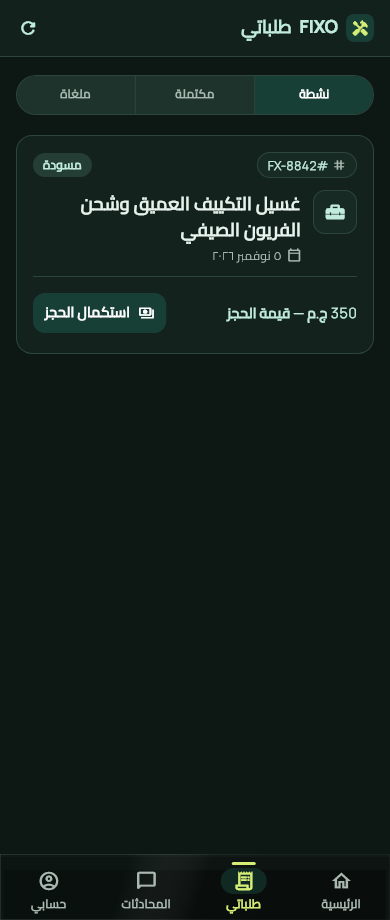 FIXO طلباتي
نشطة
مكتملة
ملغاة
# FX-8842#
مسودة
غسيل التكييف العميق وشحن
الفريون الصيفي
٥ نوفمبر ٢٠٢٦
350 ج.م – قيمة الحجز
استكمال الحجز
الرئيسية
طلباتي
المحادثات
حسابي